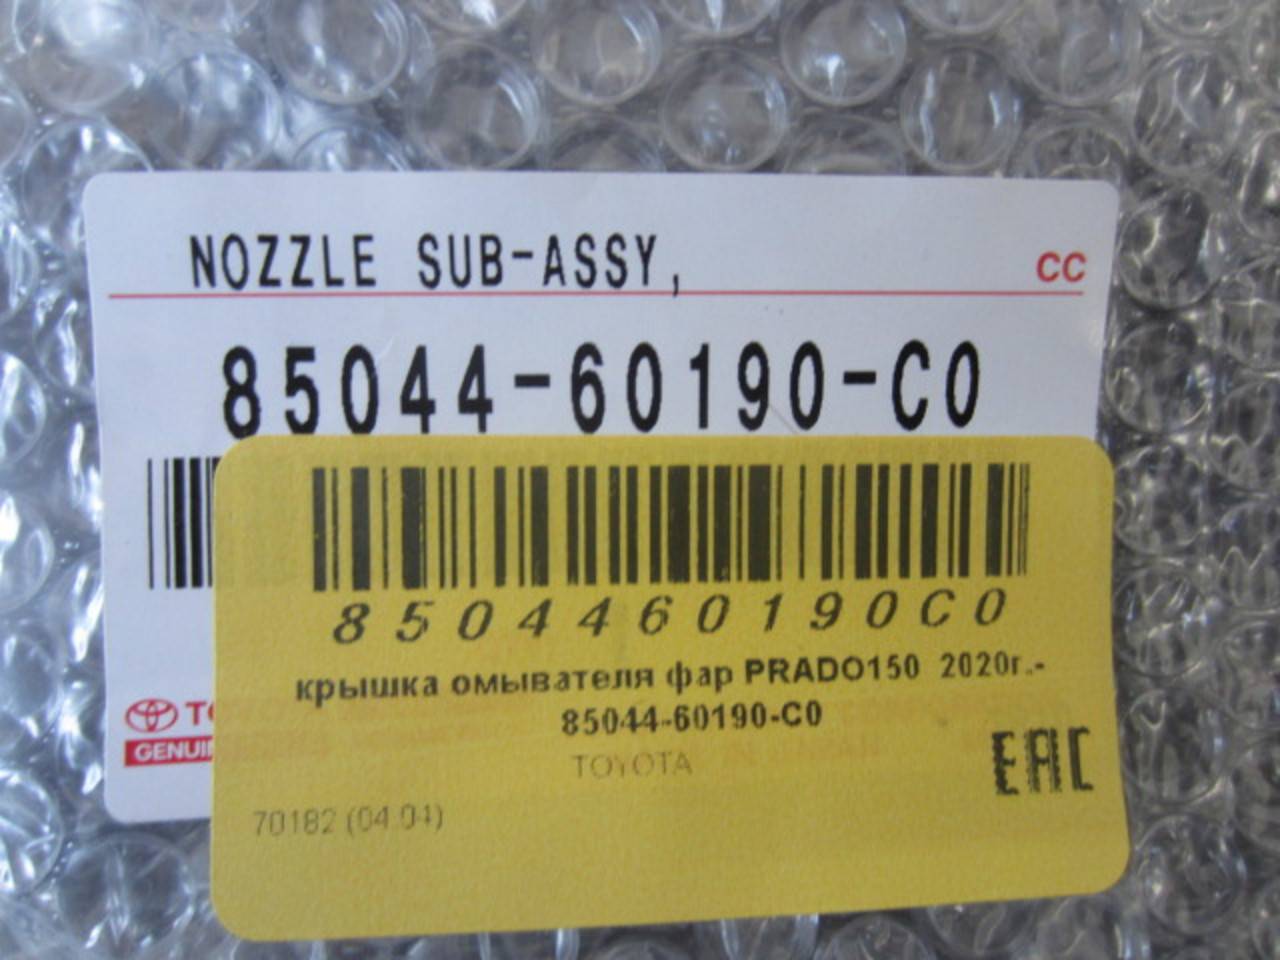 NOZZLE SUB-ASSY,
CC
85044-60190-C0
8504460190C0
крышка омывателя фар PRADO150 2020г.-
85044-60190-C0
TOYOTA
EAC
70182 (04.04)